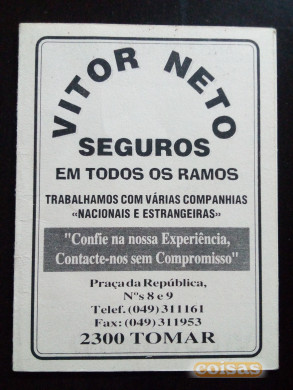 VITOR NETO
SEGUROS
EM TODOS OS RAMOS
TRABALHAMOS COM VÁRIAS COMPANHIAS
«NACIONAIS E ESTRANGEIRAS»
"Confie na nossa Experiência,
Contacte-nos sem Compromisso"
Praça da República,
Nºs 8 e 9
Telef. (049) 311161
Fax: (049) 311953
2300 TOMAR
coisas